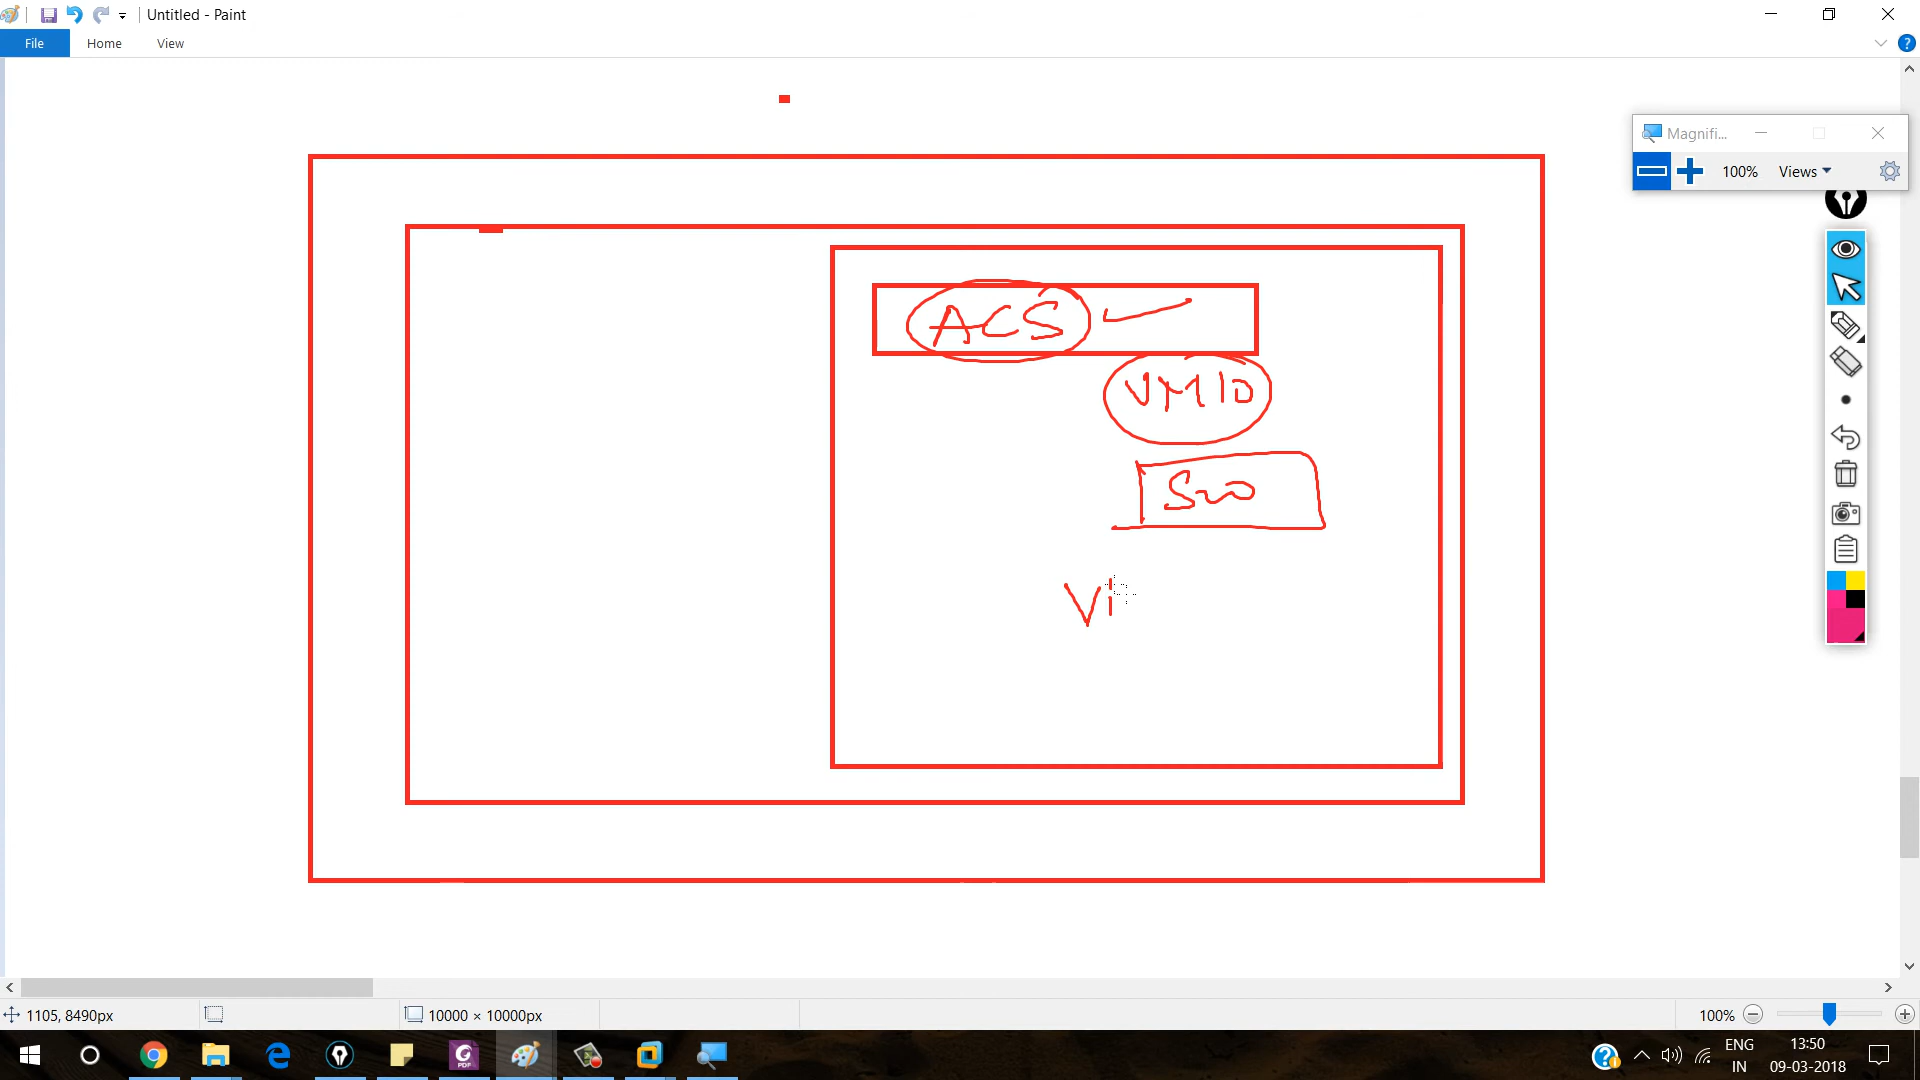 Untitled - Paint
File Home View
Magnifi...
100% Views
ACS
VMID
Vi
1105, 8490px
10000 × 10000px
100%
ENG
IN
13:50
09-03-2018
PDF